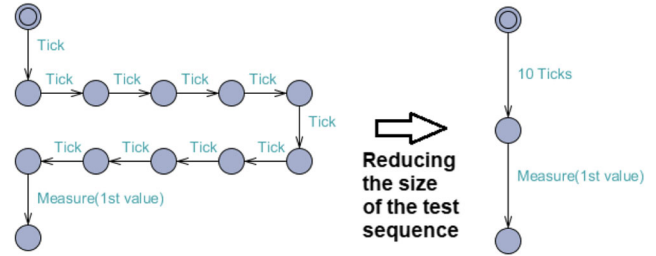 Tick
Tick Tick Tick Tick
Tick
Tick Tick Tick Tick
Measure(1st value)
Reducing
the size
of the test
sequence
10 Ticks
Measure(1st value)